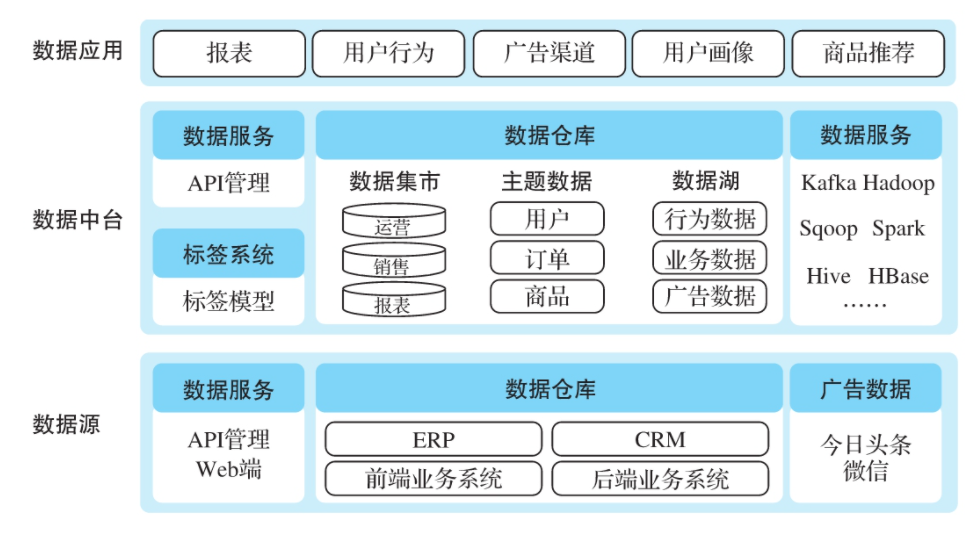 数据应用
报表
用户行为
广告渠道
用户画像
商品推荐
数据中台
数据服务
API管理
标签系统
标签模型
数据仓库
数据集市
运营
销售
报表
主题数据
用户
订单
商品
数据湖
行为数据
业务数据
广告数据
数据服务
Kafka Hadoop
Sqoop Spark
Hive HBase
……
数据源
数据服务
API管理
Web端
数据仓库
ERP
CRM
前端业务系统
后端业务系统
广告数据
今日头条
微信